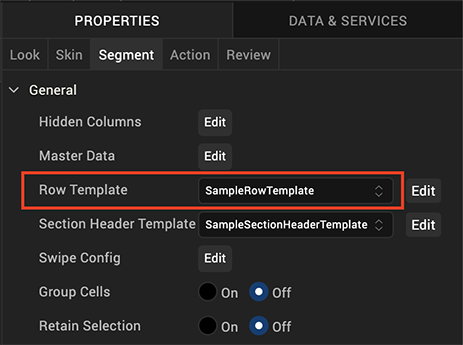 PROPERTIES DATA & SERVICES
Look Skin Segment Action Review
General
Hidden Columns Edit
Master Data Edit
Row Template SampleRowTemplate Edit
Section Header Template SampleSectionHeaderTemplate Edit
Swipe Config Edit
Group Cells On Off
Retain Selection On Off